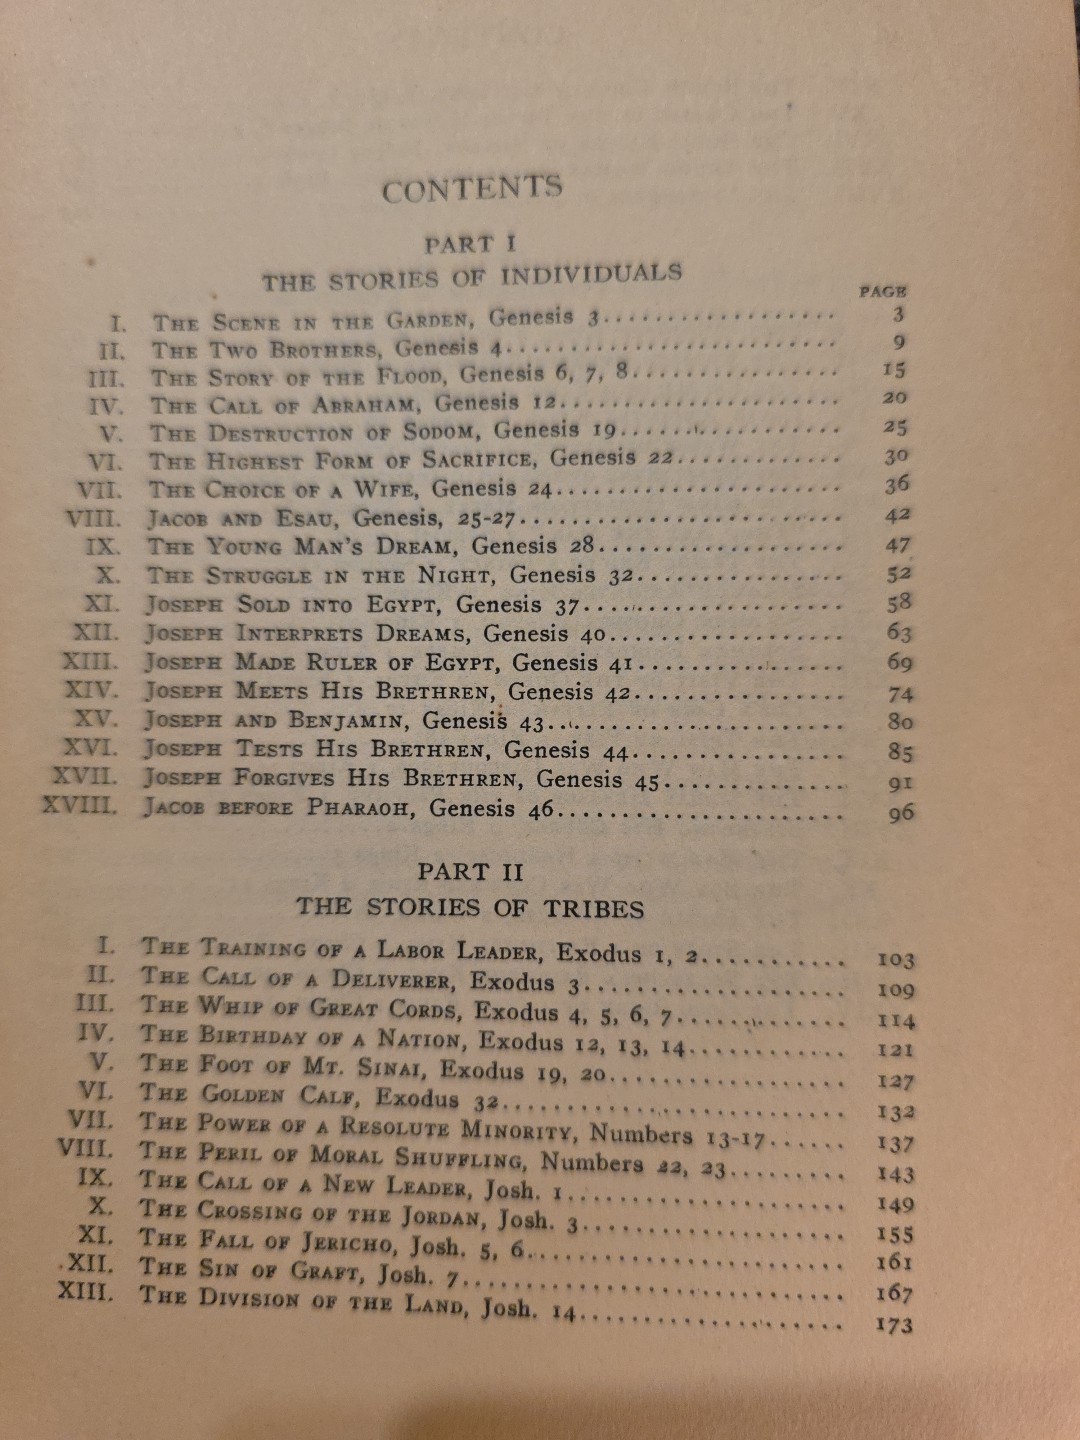 CONTENTS
PART I
THE STORIES OF INDIVIDUALS
PAGE
I. The Scene in the Garden, Genesis 3.................. 3
II. The Two Brothers, Genesis 4.......................... 9
III. The Story of the Flood, Genesis 6, 7, 8................ 15
IV. The Call of Abraham, Genesis 12...................... 20
V. The Destruction of Sodom, Genesis 19................. 25
VI. The Highest Form of Sacrifice, Genesis 22............. 30
VII. The Choice of a Wife, Genesis 24...................... 36
VIII. Jacob and Esau, Genesis, 25-27......................... 42
IX. The Young Man's Dream, Genesis 28................... 47
X. The Struggle in the Night, Genesis 32................ 52
XI. Joseph Sold into Egypt, Genesis 37.................... 58
XII. Joseph Interprets Dreams, Genesis 40.................. 63
XIII. Joseph Made Ruler of Egypt, Genesis 41................ 69
XIV. Joseph Meets His Brethren, Genesis 42................ 74
XV. Joseph and Benjamin, Genesis 43....................... 80
XVI. Joseph Tests His Brethren, Genesis 44................ 85
XVII. Joseph Forgives His Brethren, Genesis 45.............. 91
XVIII. Jacob before Pharaoh, Genesis 46...................... 96
PART II
THE STORIES OF TRIBES
I. The Training of a Labor Leader, Exodus 1, 2........... 103
II. The Call of a Deliverer, Exodus 3.................... 109
III. The Whip of Great Cords, Exodus 4, 5, 6, 7............ 114
IV. The Birthday of a Nation, Exodus 12, 13, 14............ 121
V. The Foot of Mt. Sinai, Exodus 19, 20.................. 127
VI. The Golden Calf, Exodus 32........................... 132
VII. The Power of a Resolute Minority, Numbers 13-17...... 137
VIII. The Peril of Moral Shuffling, Numbers 22, 23......... 143
IX. The Call of a New Leader, Josh. 1..................... 149
X. The Crossing of the Jordan, Josh. 3.................... 155
XI. The Fall of Jericho, Josh. 5, 6........................ 161
XII. The Sin of Graft, Josh. 7.............................. 167
XIII. The Division of the Land, Josh. 14.................... 173